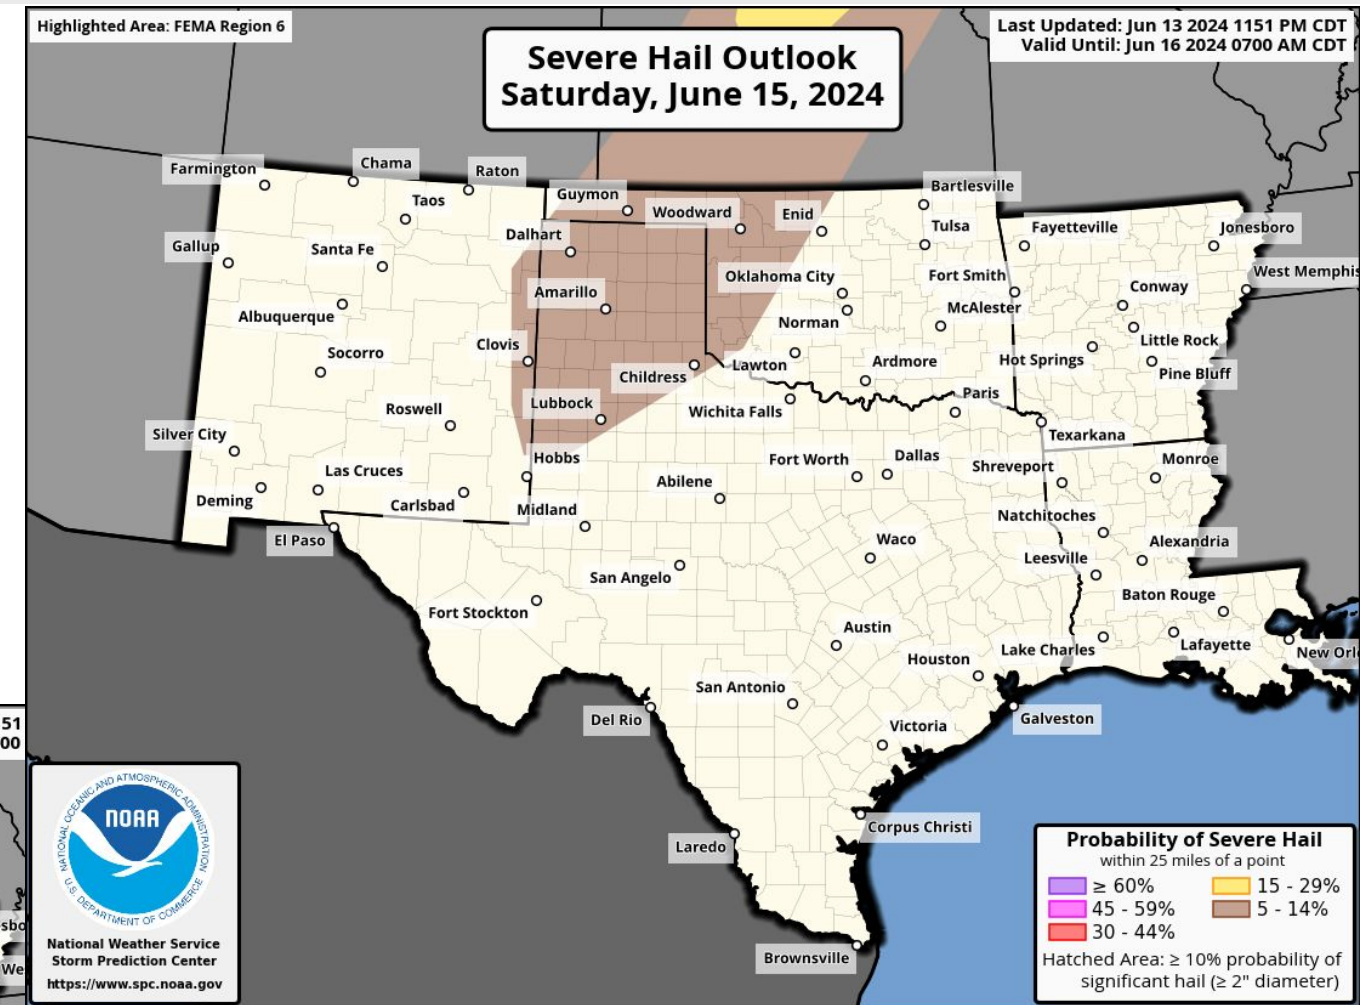 Highlighted Area: FEMA Region 6
Severe Hail Outlook
Saturday, June 15, 2024
Last Updated: Jun 13 2024 1151 PM CDT
Valid Until: Jun 16 2024 0700 AM CDT
Farmington
Chama
Raton
Taos
Guymon
Woodward
Enid
Bartlesville
Gallup
Santa Fe
Dalhart
Tulsa
Fayetteville
Jonesboro
Amarillo
Oklahoma City
Fort Smith
West Memphis
Albuquerque
Norman
McAlester
Conway
Socorro
Clovis
Childress
Lawton
Ardmore
Hot Springs
Little Rock
Pine Bluff
Roswell
Lubbock
Wichita Falls
Paris
Silver City
Texarkana
Las Cruces
Hobbs
Fort Worth
Dallas
Shreveport
Monroe
Deming
Carlsbad
Midland
Abilene
Natchitoches
El Paso
Waco
Leesville
Alexandria
San Angelo
Baton Rouge
Fort Stockton
Austin
Houston
Lake Charles
Lafayette
New Orl
San Antonio
Del Rio
Victoria
Galveston
Corpus Christi
Laredo
Brownsville
51
00
sbo
We
NATIONAL OCEANIC AND ATMOSPHERIC ADMINISTRATION
NOAA
U.S. DEPARTMENT OF COMMERCE
National Weather Service
Storm Prediction Center
https://www.spc.noaa.gov
Probability of Severe Hail
within 25 miles of a point
≥ 60%
45 - 59%
30 - 44%
15 - 29%
5 - 14%
Hatched Area: ≥ 10% probability of
significant hail (≥ 2" diameter)